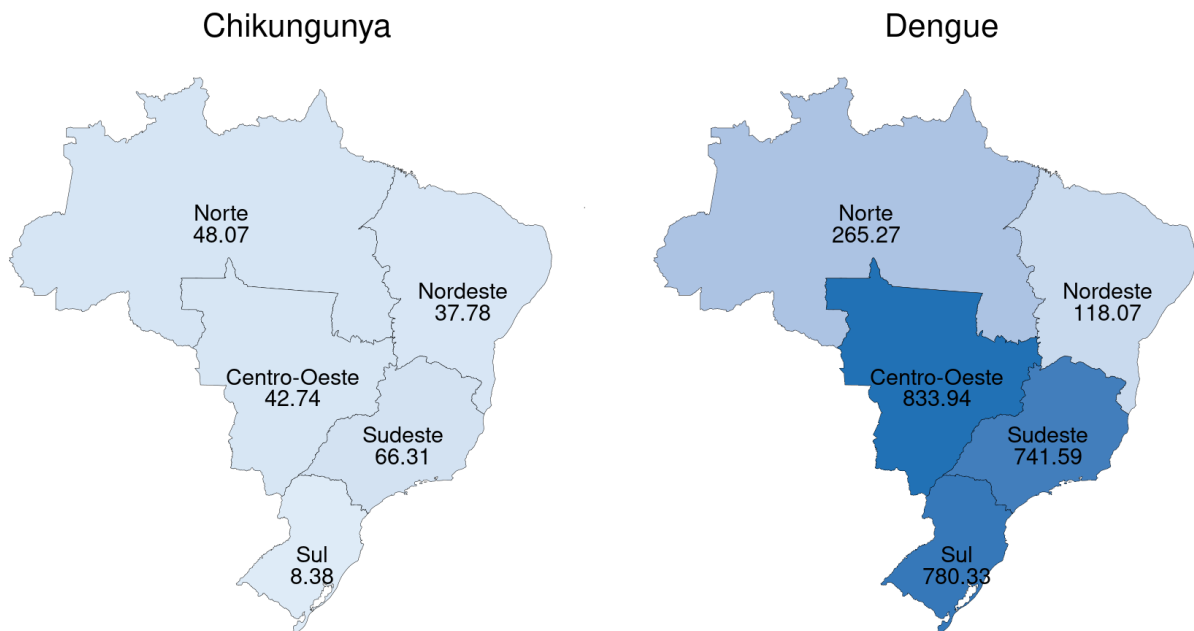 Chikungunya
Norte
48.07
Nordeste
37.78
Centro-Oeste
42.74
Sudeste
66.31
Sul
8.38
Dengue
Norte
265.27
Nordeste
118.07
Centro-Oeste
833.94
Sudeste
741.59
Sul
780.33